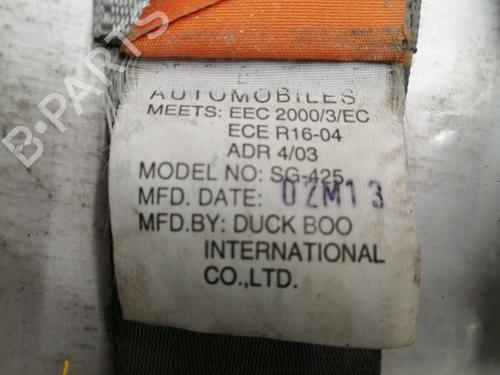 AUTOMOBILES
MEETS: EEC 2000/3/EC
ECE R16-04
ADR 4/03
MODEL NO: SG-425
MFD. DATE: 02M13
MFD.BY: DUCK BOO
INTERNATIONAL
CO.,LTD.
B-PARTS